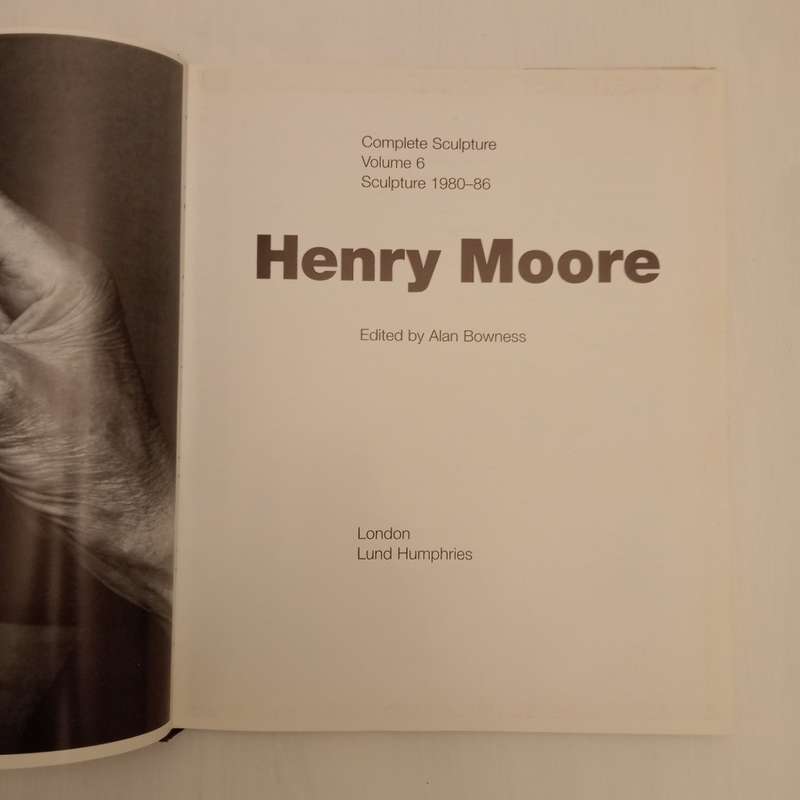 Complete Sculpture
Volume 6
Sculpture 1980–86
Henry Moore
Edited by Alan Bowness
London
Lund Humphries